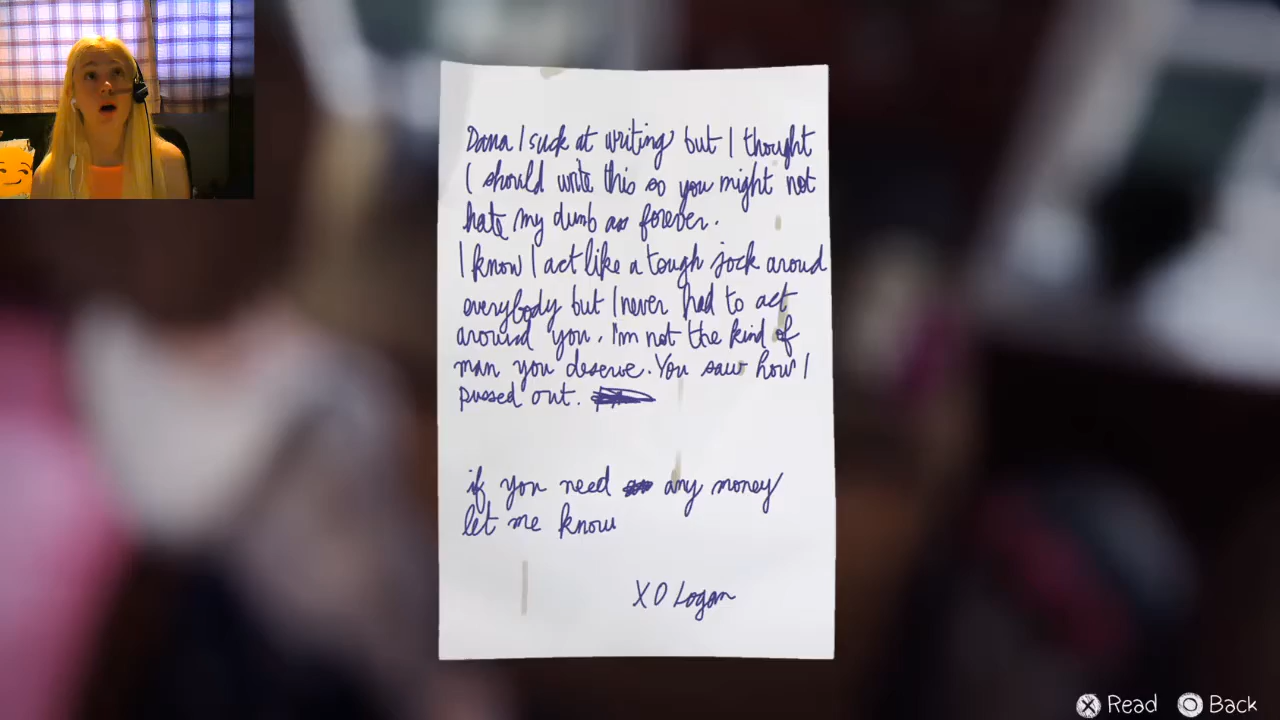 Dana I suck at writing but I thought
I should write this so you might not
hate my dumb ass forever.
I know I act like a tough jock aroud
everybody but I never had to act
around you. I'm not the kind of
man you deserve. You saw how I
pussed out.
if you need any money
let me know
XO Logan
Read Back